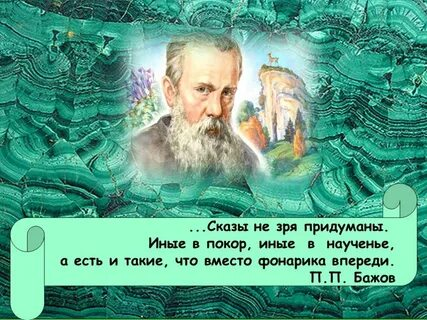 ...Сказы не зря придуманы.
Иные в покор, иные в наученье,
а есть и такие, что вместо фонарика впереди.
П.П. Бажов